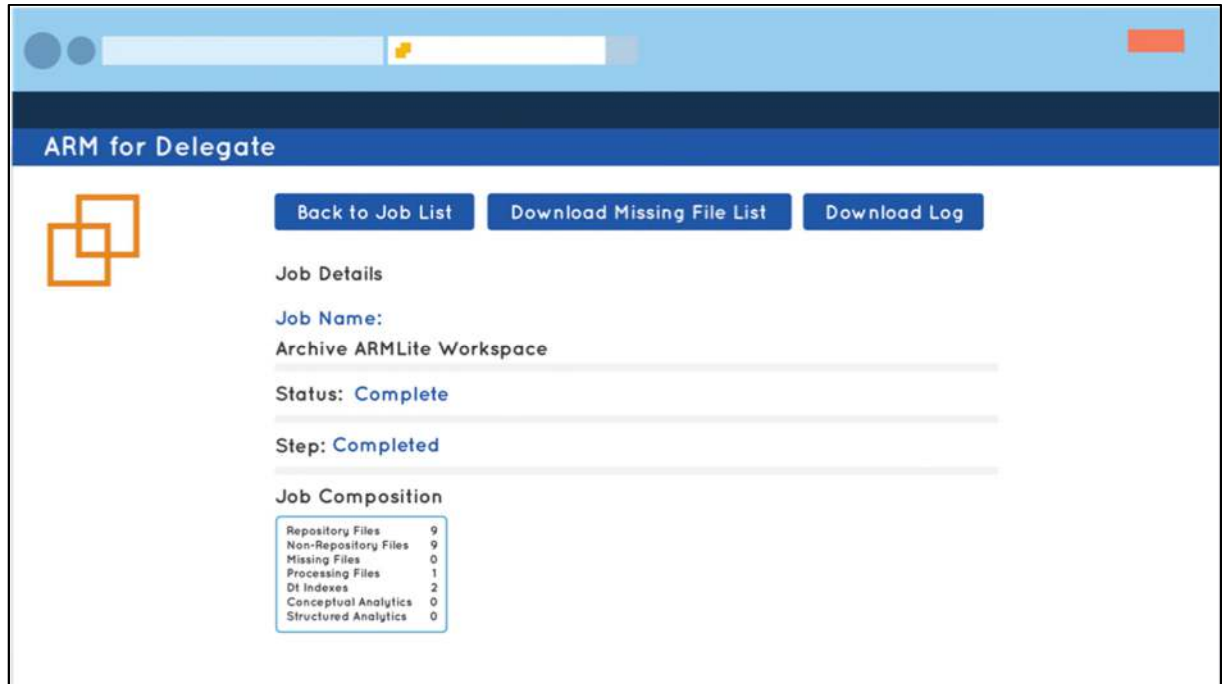 ARM for Delegate
Back to Job List Download Missing File List Download Log
Job Details
Job Name:
Archive ARMLite Workspace
Status: Complete
Step: Completed
Job Composition
Repository Files 9
Non-Repository Files 9
Missing Files 0
Processing Files 1
Dt Indexes 2
Conceptual Analytics 0
Structured Analytics 0